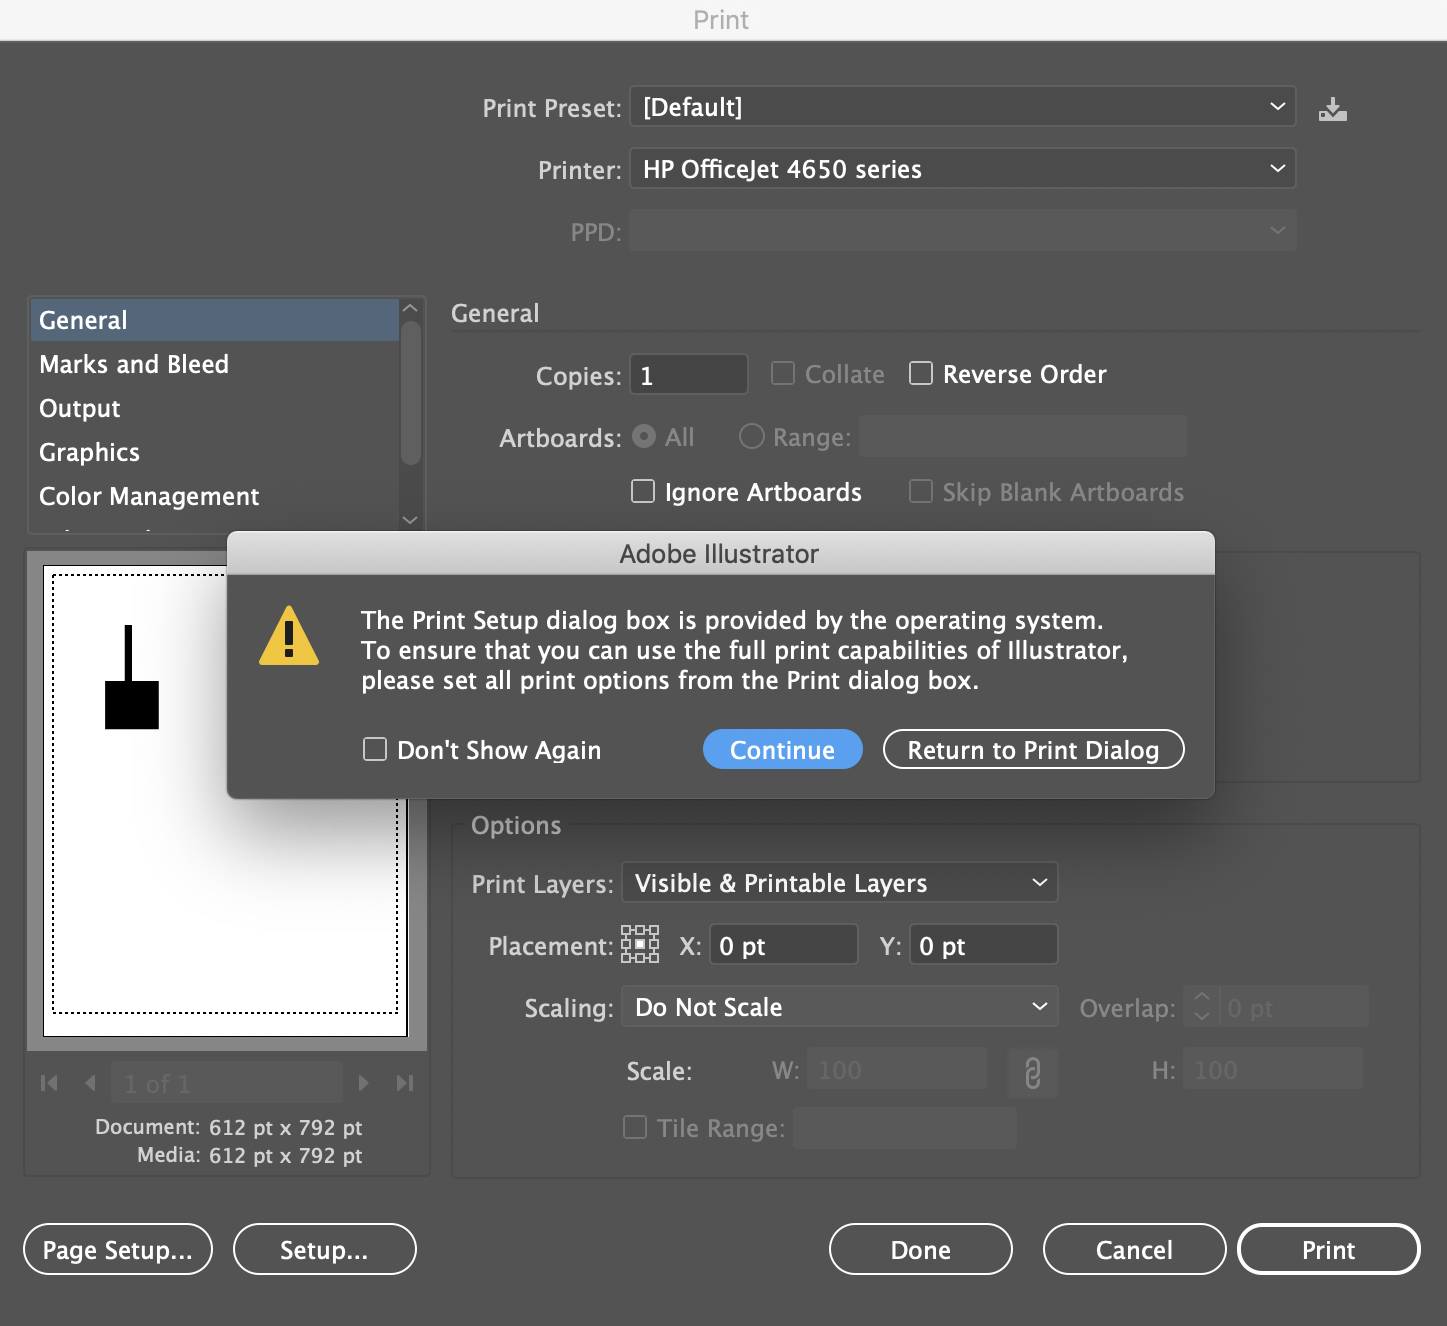 Print
Print Preset: [Default]
Printer: HP OfficeJet 4650 series
PPD:
General
Marks and Bleed
Output
Graphics
Color Management
General
Copies: 1 Collate Reverse Order
Artboards: All Range:
Ignore Artboards Skip Blank Artboards
Adobe Illustrator
The Print Setup dialog box is provided by the operating system.
To ensure that you can use the full print capabilities of Illustrator,
please set all print options from the Print dialog box.
Don't Show Again Continue Return to Print Dialog
Options
Print Layers: Visible & Printable Layers
Placement: X: 0 pt Y: 0 pt
Scaling: Do Not Scale Overlap: 0 pt
Scale: W: 100 H: 100
Tile Range:
1 of 1
Document: 612 pt x 792 pt
Media: 612 pt x 792 pt
Page Setup... Setup... Done Cancel Print